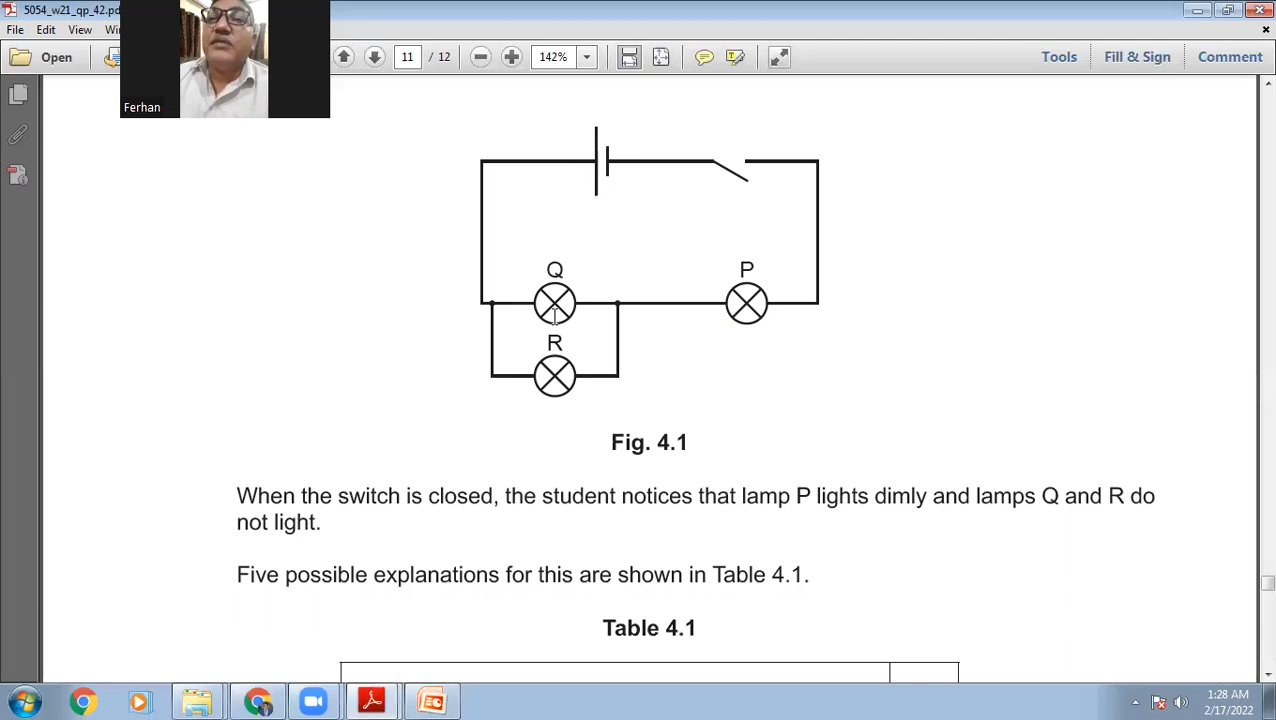 5054_w21_qp_42.pd
File Edit View Wi
Open
11 / 12
142%
Tools Fill & Sign Comment
Ferhan
Q
P
R
Fig. 4.1
When the switch is closed, the student notices that lamp P lights dimly and lamps Q and R do
not light.
Five possible explanations for this are shown in Table 4.1.
Table 4.1
1:28 AM
2/17/2022